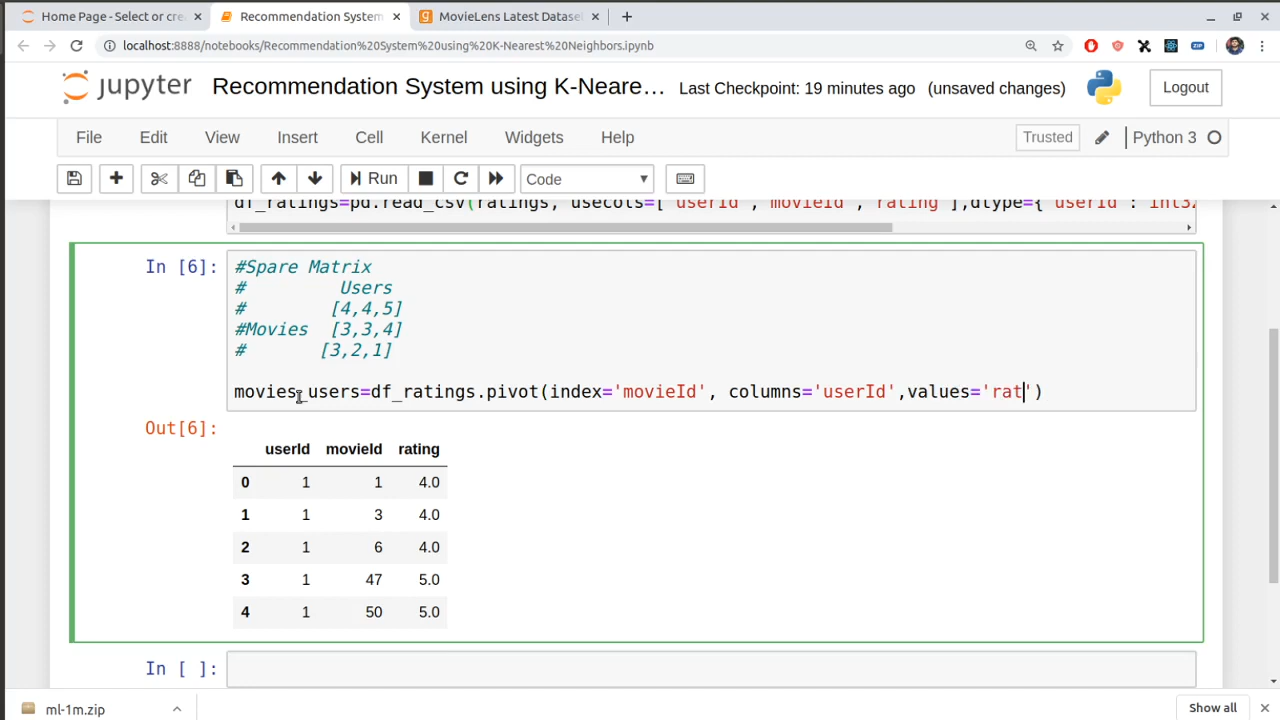 Home Page - Select or cre
Recommendation System
MovieLens Latest Datase
localhost:8888/notebooks/Recommendation%20System%20using%20K-Nearest%20Neighbors.ipynb
ZIP
jupyter Recommendation System using K-Neare... Last Checkpoint: 19 minutes ago (unsaved changes) Logout
File Edit View Insert Cell Kernel Widgets Help Trusted Python 3
Run Code
df_ratings=pd.read_csv(ratings, usecols=['userId','movieId','rating'],dtype={'userId':'int32
In [6]: #Spare Matrix
# Users
# [4,4,5]
#Movies [3,3,4]
# [3,2,1]
movies_users=df_ratings.pivot(index='movieId', columns='userId',values='rat')
Out[6]:
userId movieId rating
0 1 1 4.0
1 1 3 4.0
2 1 6 4.0
3 1 47 5.0
4 1 50 5.0
In [ ]:
ml-1m.zip Show all